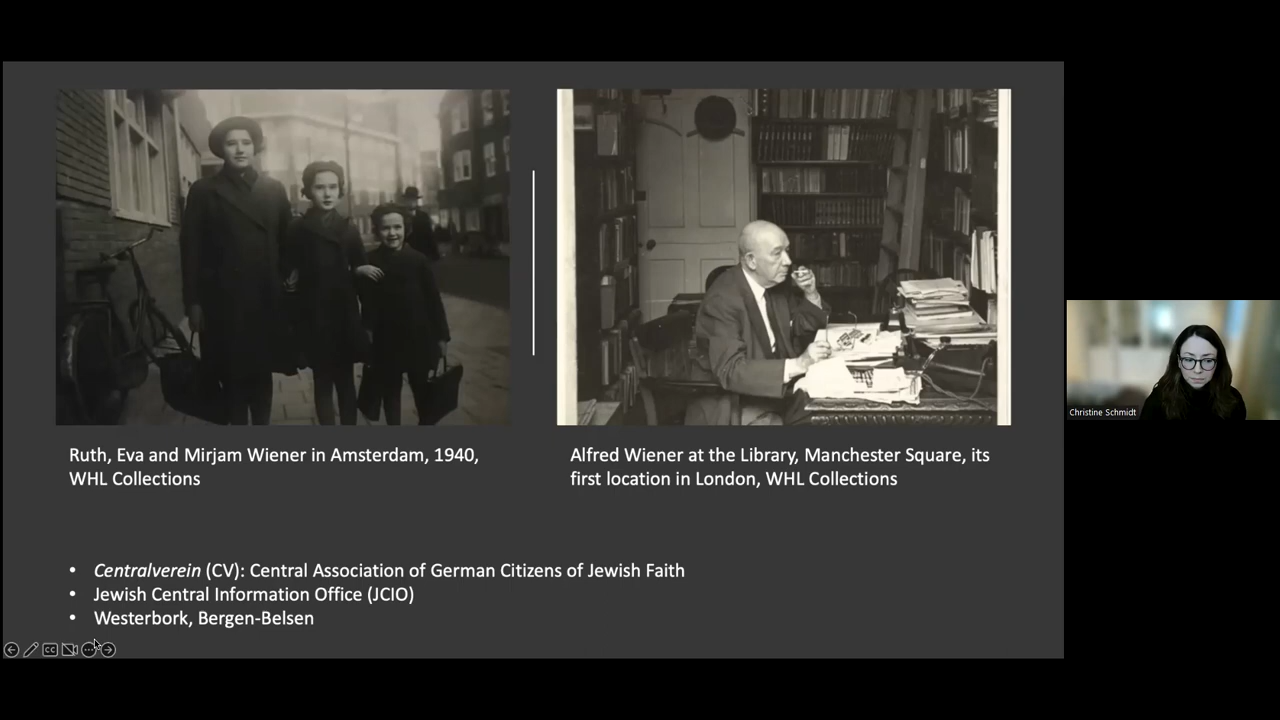 Ruth, Eva and Mirjam Wiener in Amsterdam, 1940,
WHL Collections
Alfred Wiener at the Library, Manchester Square, its
first location in London, WHL Collections
• Centralverein (CV): Central Association of German Citizens of Jewish Faith
• Jewish Central Information Office (JCIO)
• Westerbork, Bergen-Belsen
CC
Christine Schmidt